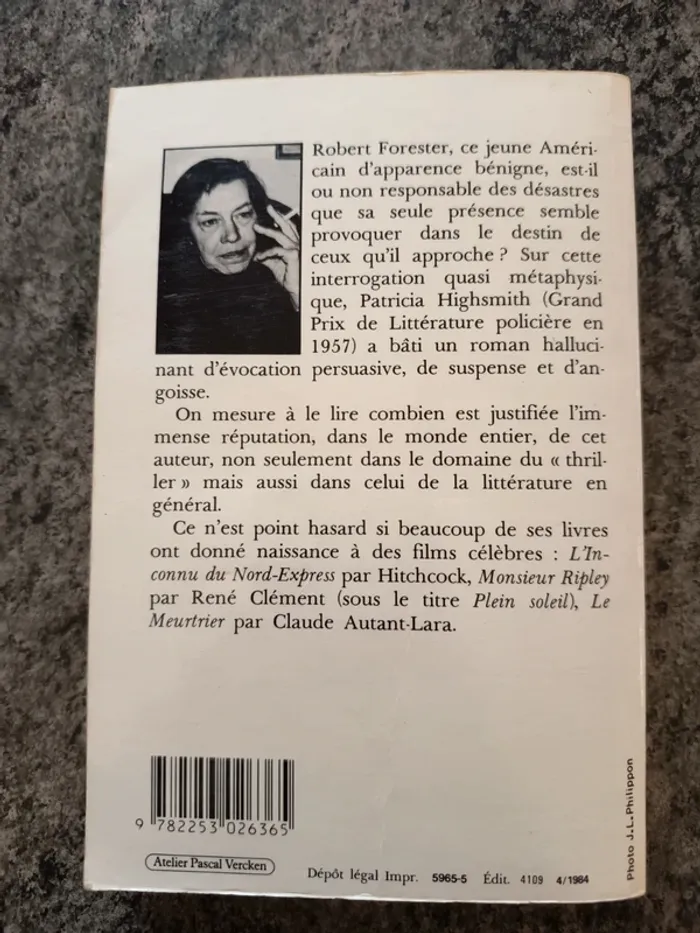 Robert Forester, ce jeune Améri-
cain d'apparence bénigne, est-il
ou non responsable des désastres
que sa seule présence semble
provoquer dans le destin de
ceux qu'il approche ? Sur cette
interrogation quasi métaphysi-
que, Patricia Highsmith (Grand
Prix de Littérature policière en
1957) a bâti un roman halluci-
nant d'évocation persuasive, de suspense et d'an-
goisse.
On mesure à le lire combien est justifiée l'im-
mense réputation, dans le monde entier, de cet
auteur, non seulement dans le domaine du « thril-
ler » mais aussi dans celui de la littérature en
général.
Ce n'est point hasard si beaucoup de ses livres
ont donné naissance à des films célèbres : L'In-
connu du Nord-Express par Hitchcock, Monsieur Ripley
par René Clément (sous le titre Plein soleil), Le
Meurtrier par Claude Autant-Lara.
9 782253 026365
Atelier Pascal Vercken
Dépôt légal Impr. 5965-5 Édit. 4109 4/1984
Photo J.L. Philippon